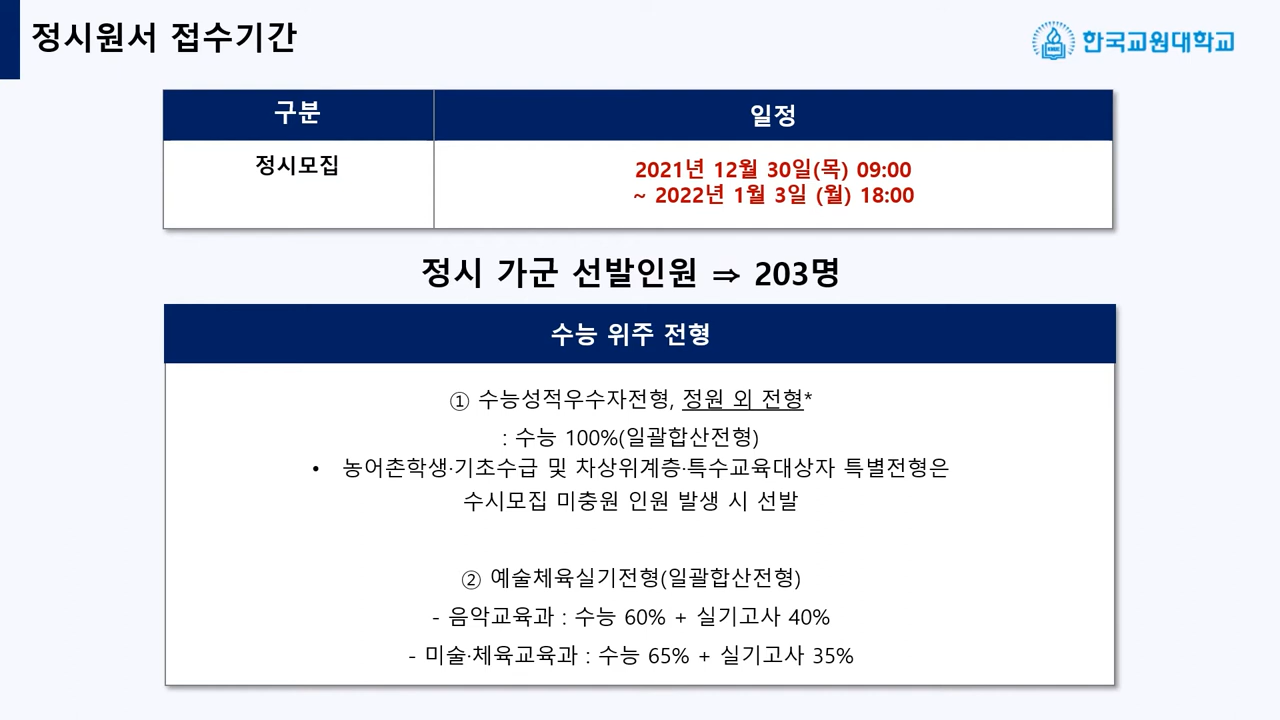 정시원서 접수기간
한국교원대학교
구분
일정
정시모집
2021년 12월 30일(목) 09:00
~ 2022년 1월 3일 (월) 18:00
정시 가군 선발인원 ⇒ 203명
수능 위주 전형
① 수능성적우수자전형, 정원 외 전형*
: 수능 100%(일괄합산전형)
• 농어촌학생·기초수급 및 차상위계층·특수교육대상자 특별전형은
수시모집 미충원 인원 발생 시 선발
② 예술체육실기전형(일괄합산전형)
- 음악교육과 : 수능 60% + 실기고사 40%
- 미술·체육교육과 : 수능 65% + 실기고사 35%